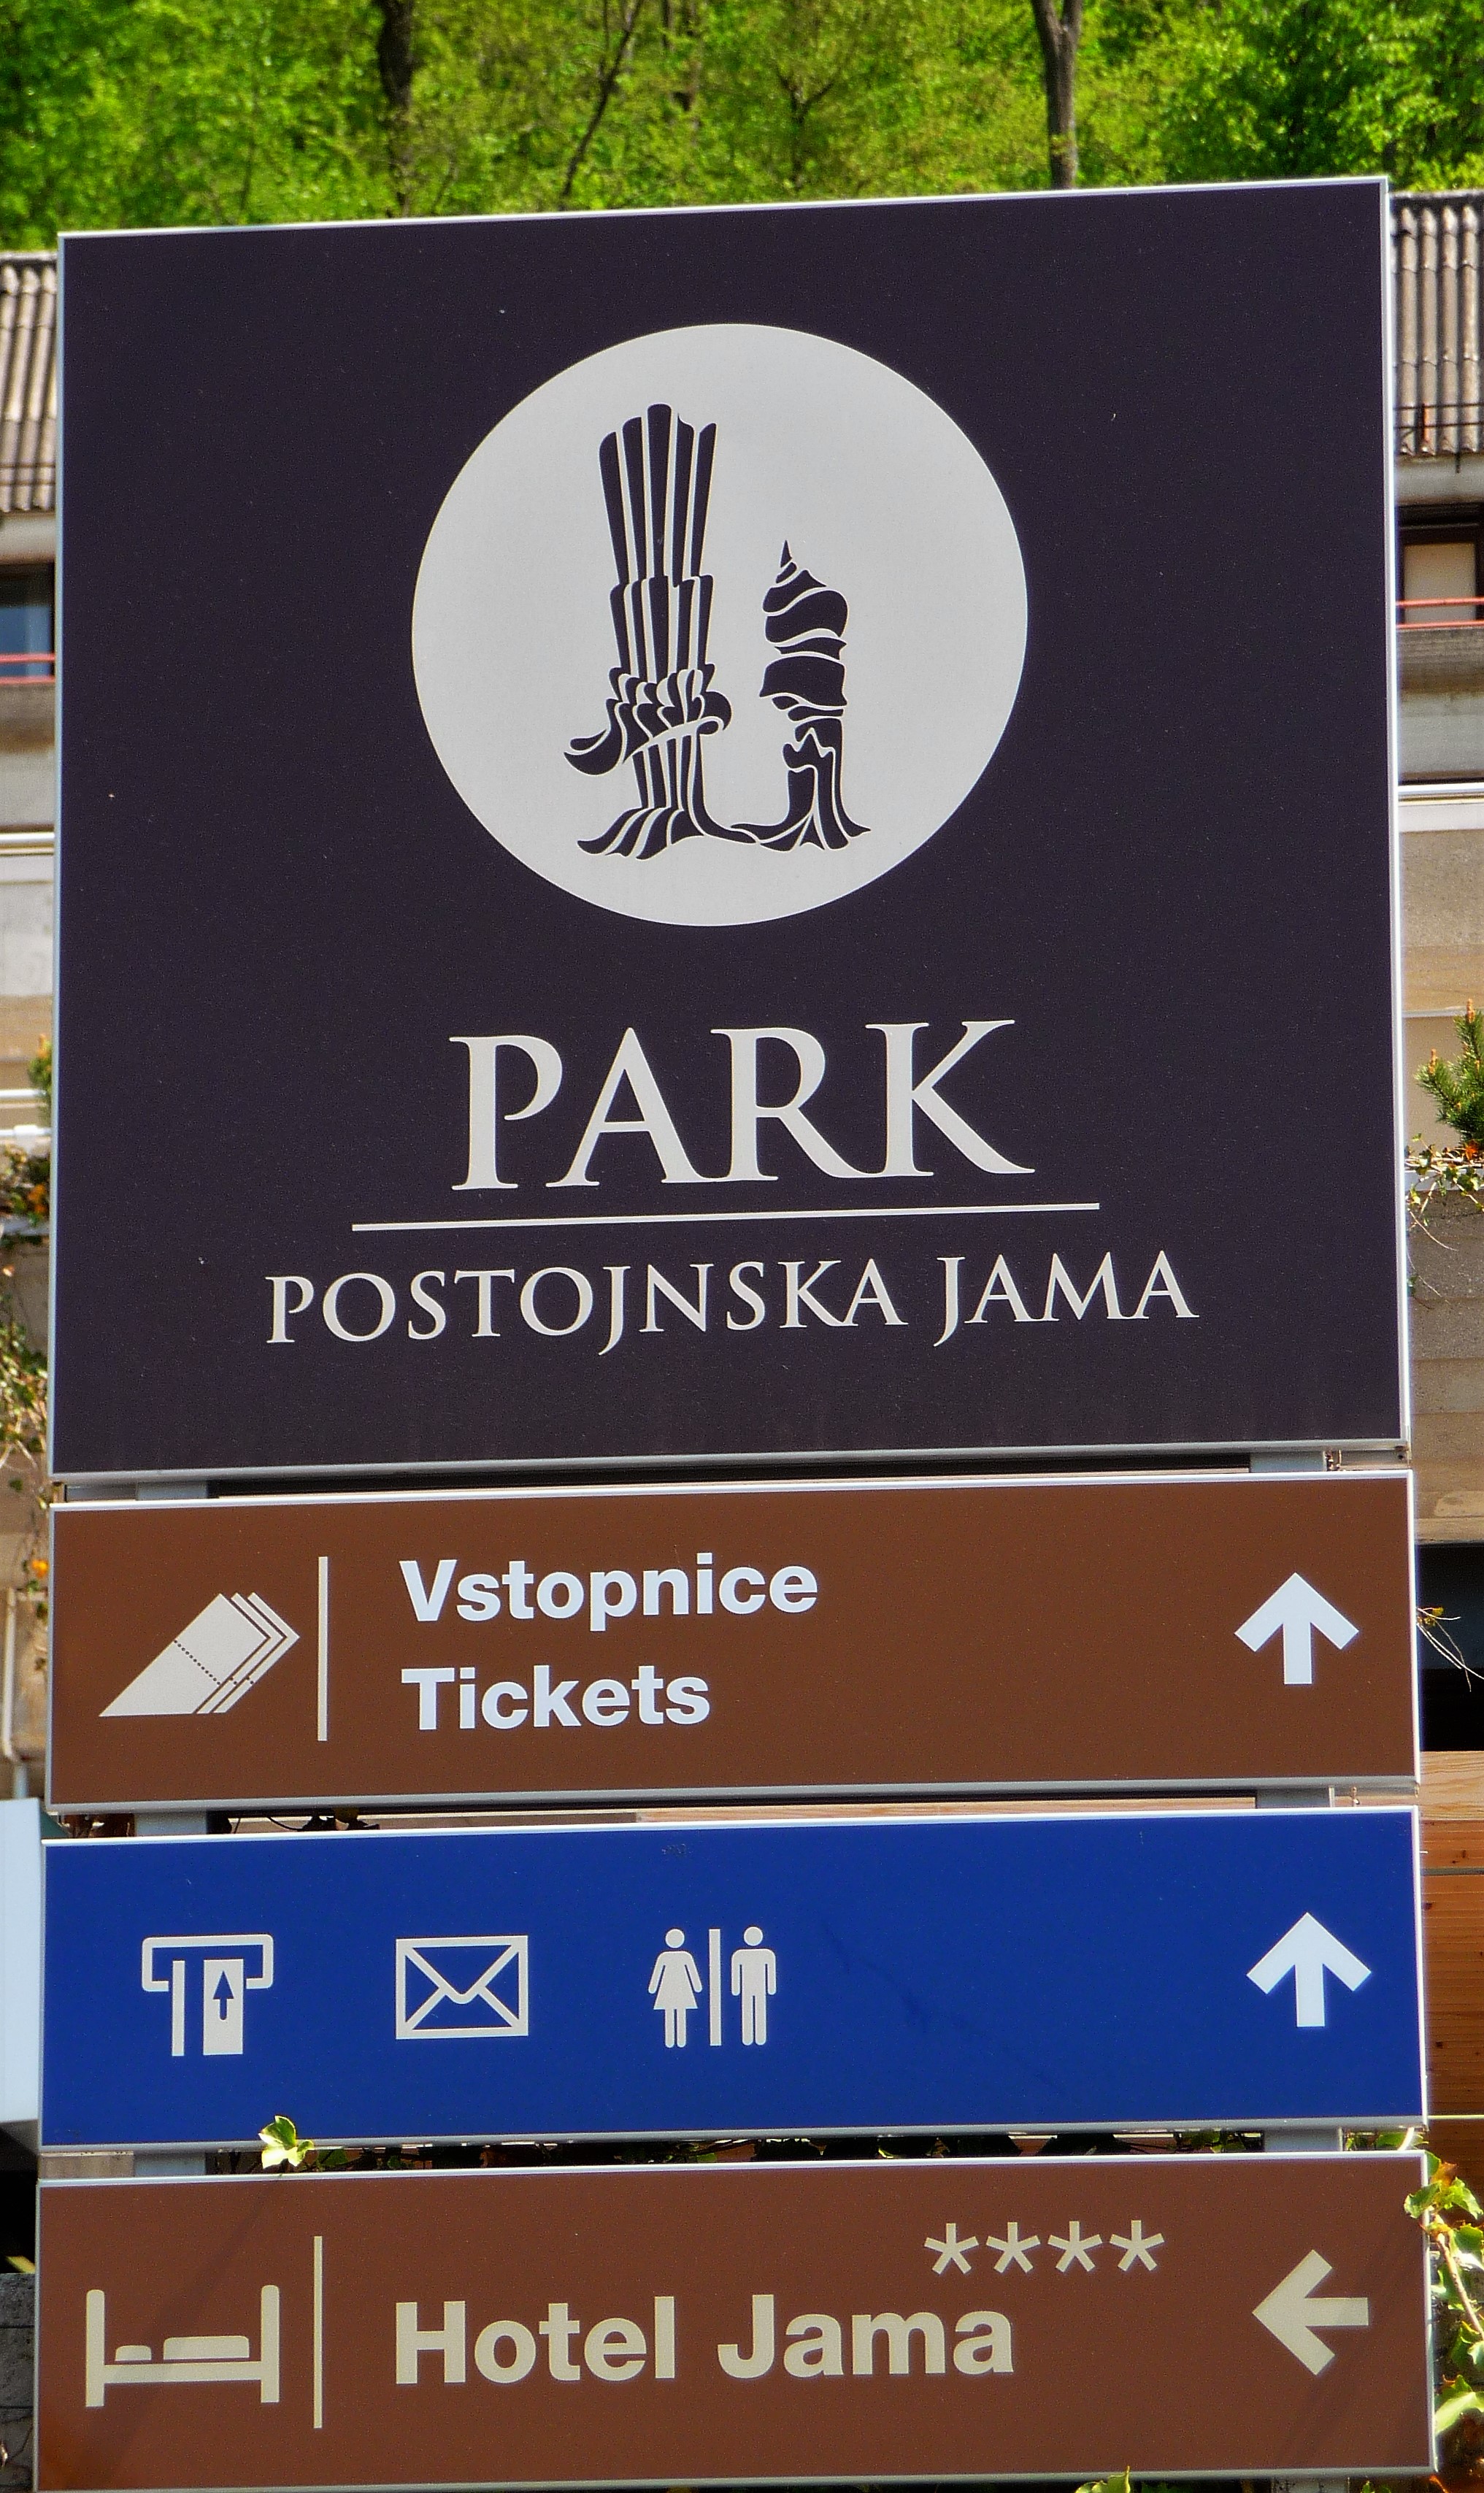 PARK
POSTOJNSKA JAMA
Vstopnice
Tickets
****
Hotel Jama